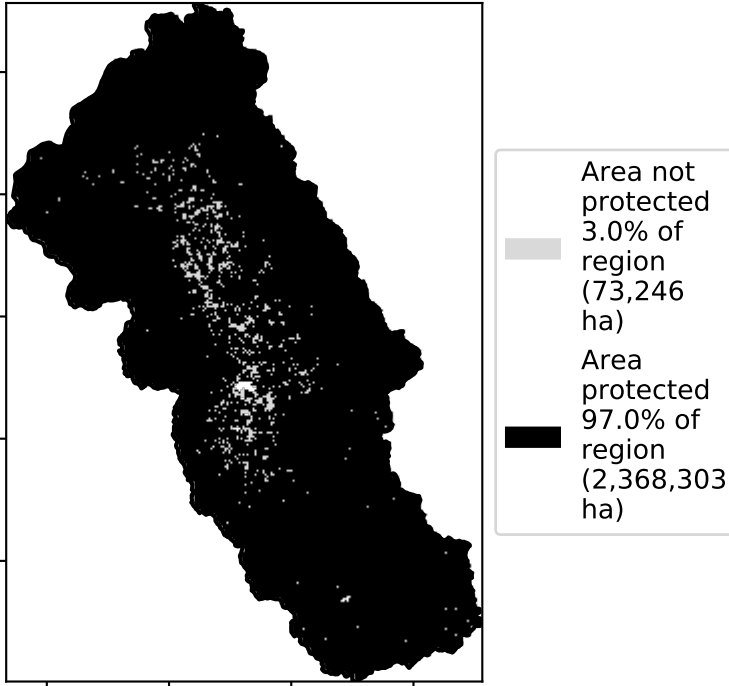 Area not
protected
3.0% of
region
(73,246
ha)
Area
protected
97.0% of
region
(2,368,303
ha)